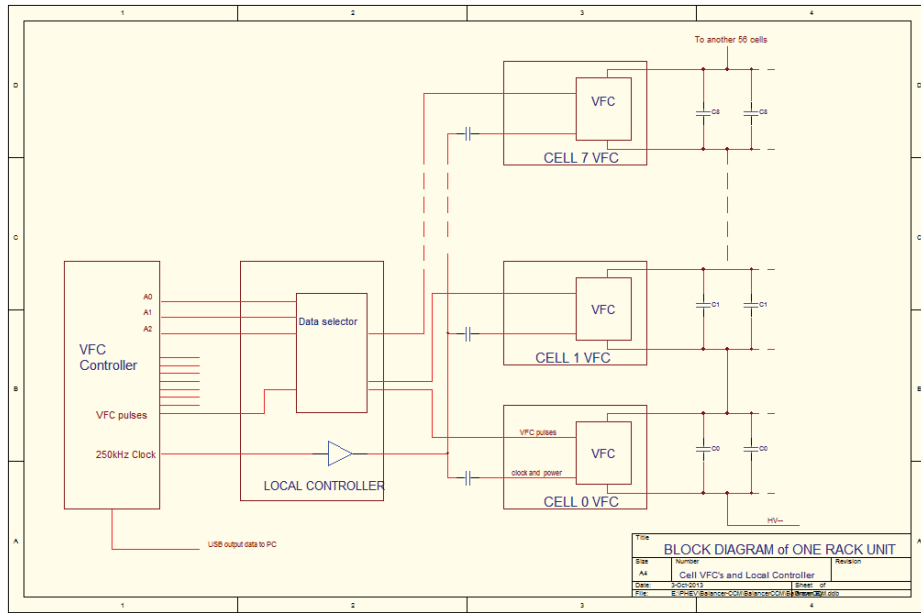 1 2 3 4
To another 56 cells
D D
VFC
C8 C8
CELL 7 VFC
C C
A0
A1
A2
Data selector
VFC
C1 C1
VFC
Controller
CELL 1 VFC
B B
VFC pulses
VFC pulses
VFC
C0 C0
250kHz Clock
clock and power
LOCAL CONTROLLER
CELL 0 VFC
HV--
A A
USB output data to PC
Title
BLOCK DIAGRAM of ONE RACK UNIT
Size Number Revision
A4 Cell VFC's and Local Controller
Date: 3-Oct-2013 Sheet of
File:
1 2 3 4